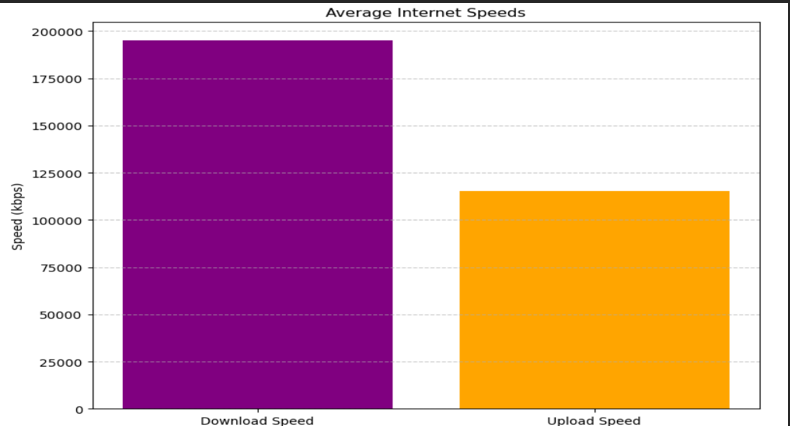 Average Internet Speeds
Speed (kbps)
200000
175000
150000
125000
100000
75000
50000
25000
0
Download Speed
Upload Speed